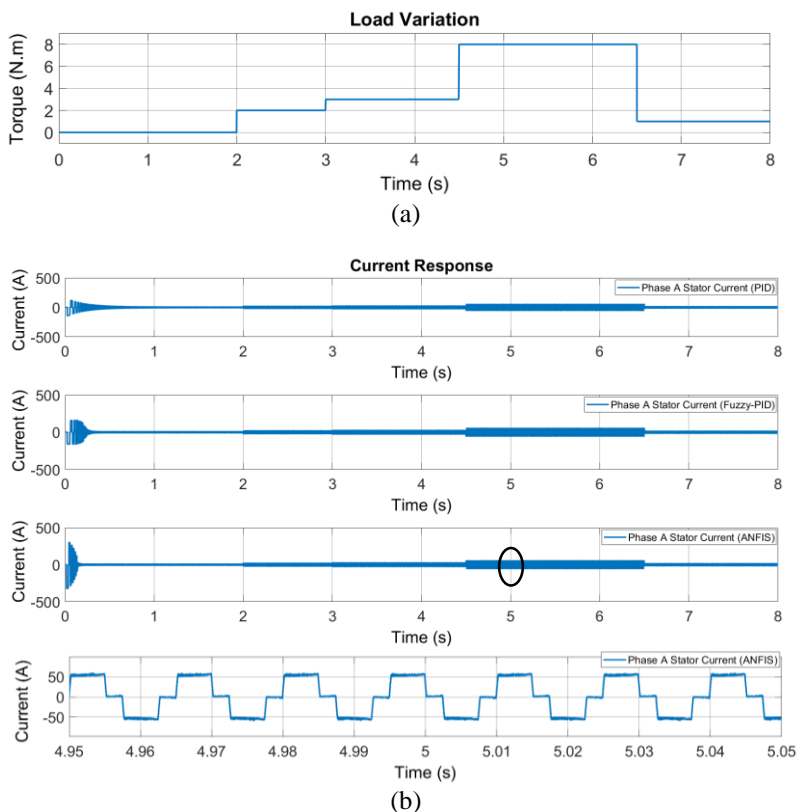 Load Variation
8
6
4
2
0
Torque (N.m)
0 1 2 3 4 5 6 7 8
Time (s)
(a)
Current Response
500
0
-500
Current (A)
Phase A Stator Current (PID)
0 1 2 3 4 5 6 7 8
Time (s)
500
0
-500
Current (A)
Phase A Stator Current (Fuzzy-PID)
0 1 2 3 4 5 6 7 8
Time (s)
500
0
-500
Current (A)
Phase A Stator Current (ANFIS)
0 1 2 3 4 5 6 7 8
Time (s)
50
0
-50
Current (A)
Phase A Stator Current (ANFIS)
4.95 4.96 4.97 4.98 4.99 5 5.01 5.02 5.03 5.04 5.05
Time (s)
(b)